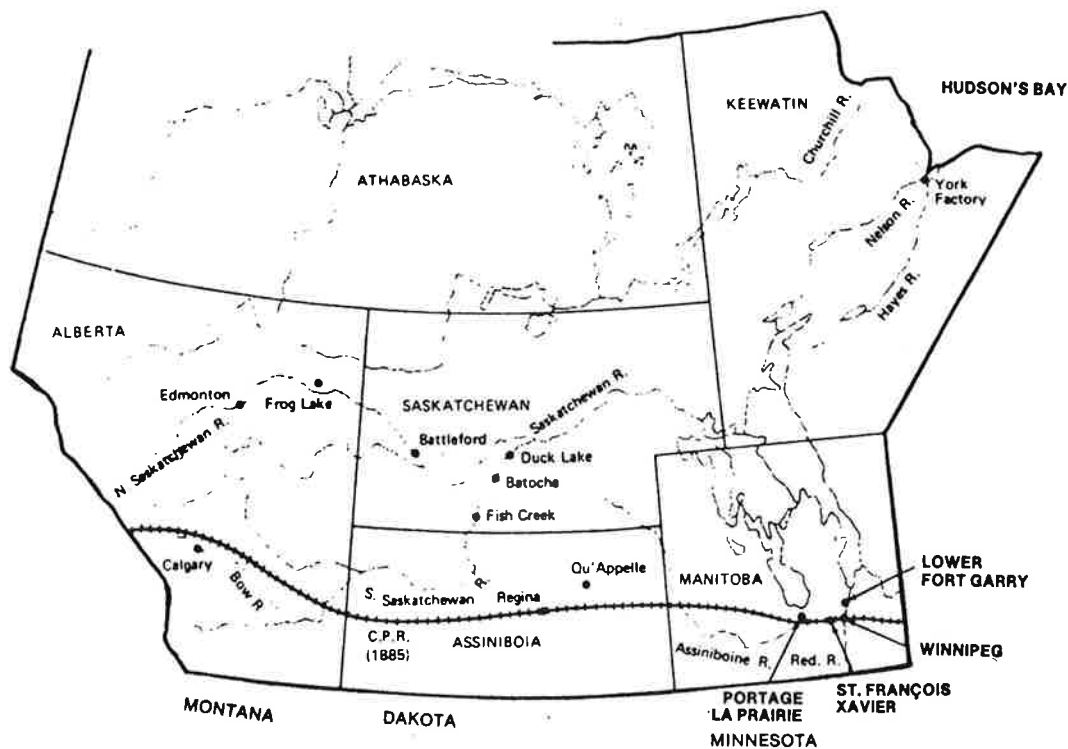 HUDSON'S BAY
KEEWATIN
Churchill R.
ATHABASKA
York
Factory
Nelson R.
Hayes R.
ALBERTA
Edmonton
Frog Lake
N. Saskatchewan R.
SASKATCHEWAN
Saskatchewan R.
Battleford
Duck Lake
Batoche
Fish Creek
Calgary
Bow R.
Qu'Appelle
MANITOBA
LOWER
FORT GARRY
S. Saskatchewan R.
Regina
C.P.R.
(1885)
ASSINIBOIA
WINNIPEG
Assiniboine R.
Red. R.
ST. FRANÇOIS
XAVIER
PORTAGE
LA PRAIRIE
MONTANA
DAKOTA
MINNESOTA